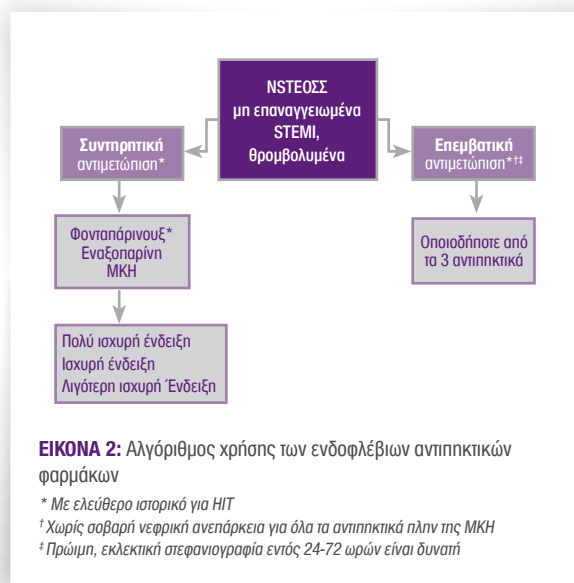 NSTEΟΣΣ
μη επαναγγειωμένα
STEMI,
θρομβολυμένα
Συντηρητική
αντιμετώπιση*
Επεμβατική
αντιμετώπιση*†‡
Φονταπάρινουξ*
Εναξοπαρίνη
ΜΚΗ
Οποιοδήποτε από
τα 3 αντιπηκτικά
Πολύ ισχυρή ένδειξη
Ισχυρή ένδειξη
Λιγότερη ισχυρή Ένδειξη
ΕΙΚΟΝΑ 2: Αλγόριθμος χρήσης των ενδοφλέβιων αντιπηκτικών
φαρμάκων
* Με ελεύθερο ιστορικό για HIT
† Χωρίς σοβαρή νεφρική ανεπάρκεια για όλα τα αντιπηκτικά πλην της ΜΚΗ
‡ Πρώιμη, εκλεκτική στεφανιογραφία εντός 24-72 ωρών είναι δυνατή